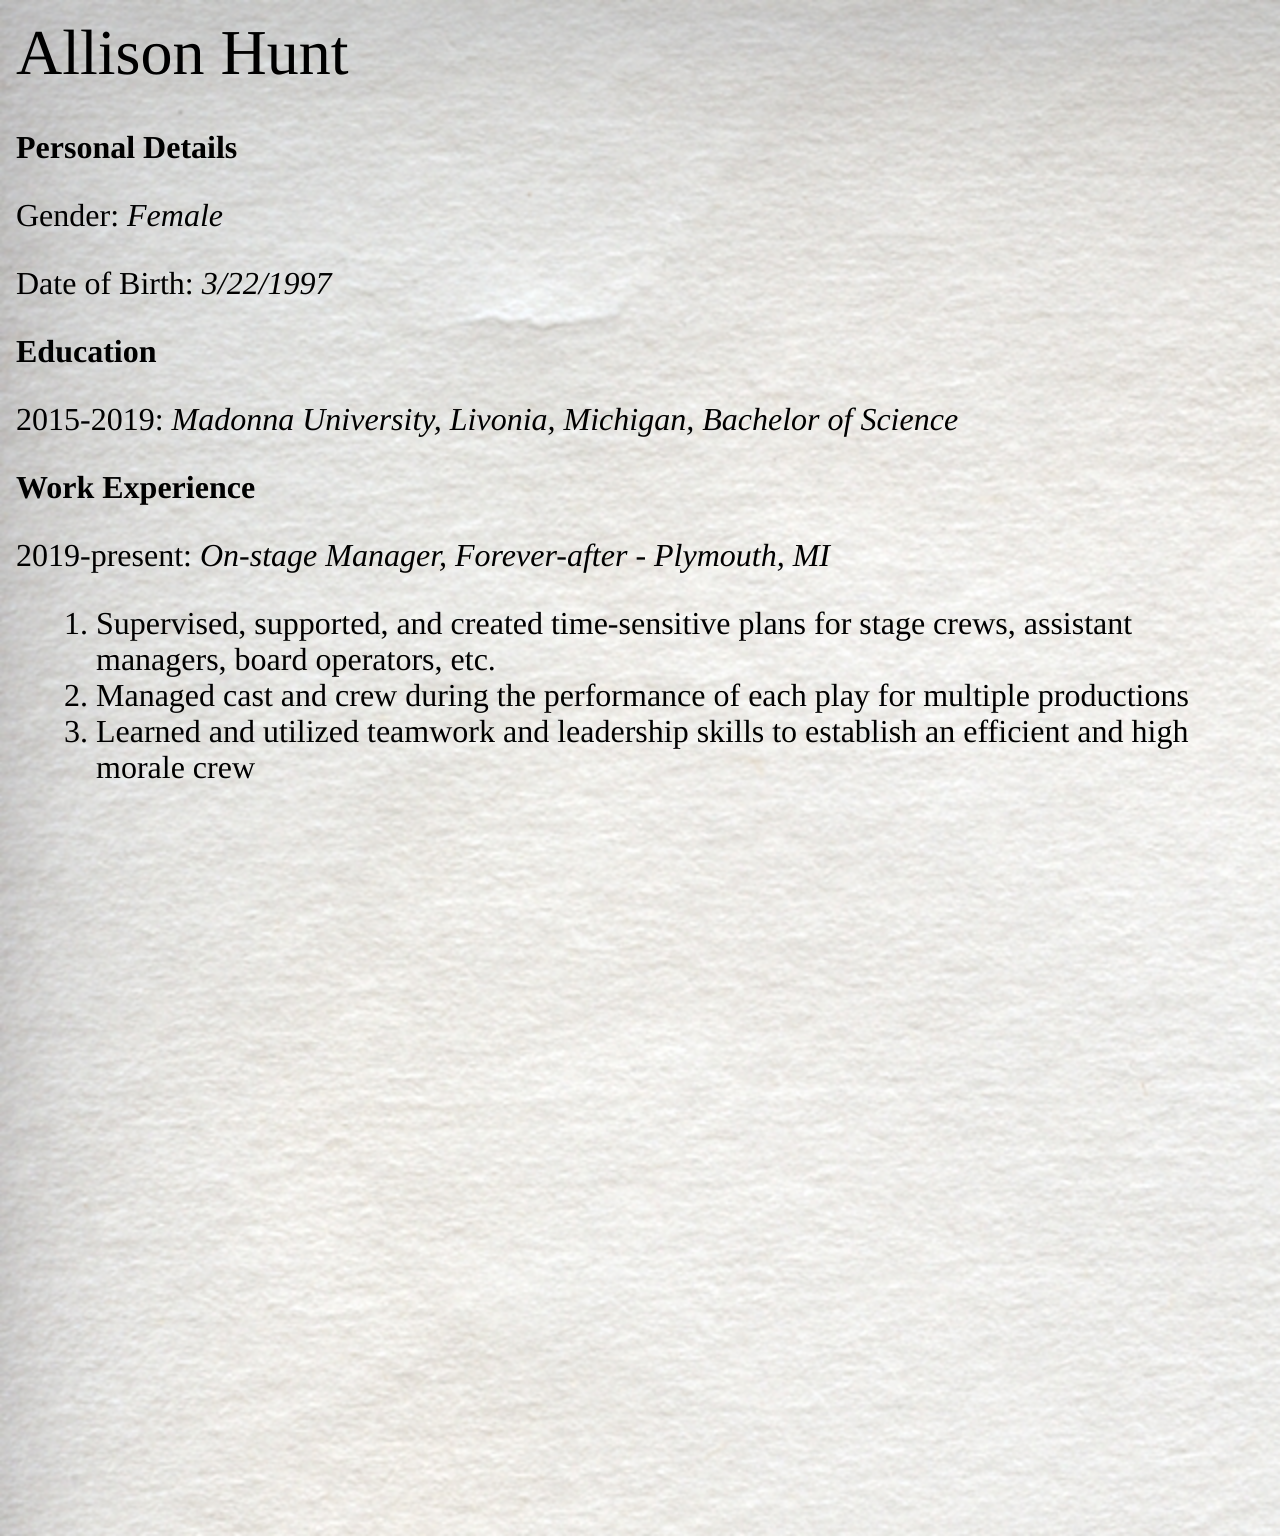 Allison Hunt
Personal Details
Gender: Female
Date of Birth: 3/22/1997
Education
2015-2019: Madonna University, Livonia, Michigan, Bachelor of Science
Work Experience
2019-present: On-stage Manager, Forever-after - Plymouth, MI
1. Supervised, supported, and created time-sensitive plans for stage crews, assistant
managers, board operators, etc.
2. Managed cast and crew during the performance of each play for multiple productions
3. Learned and utilized teamwork and leadership skills to establish an efficient and high
morale crew